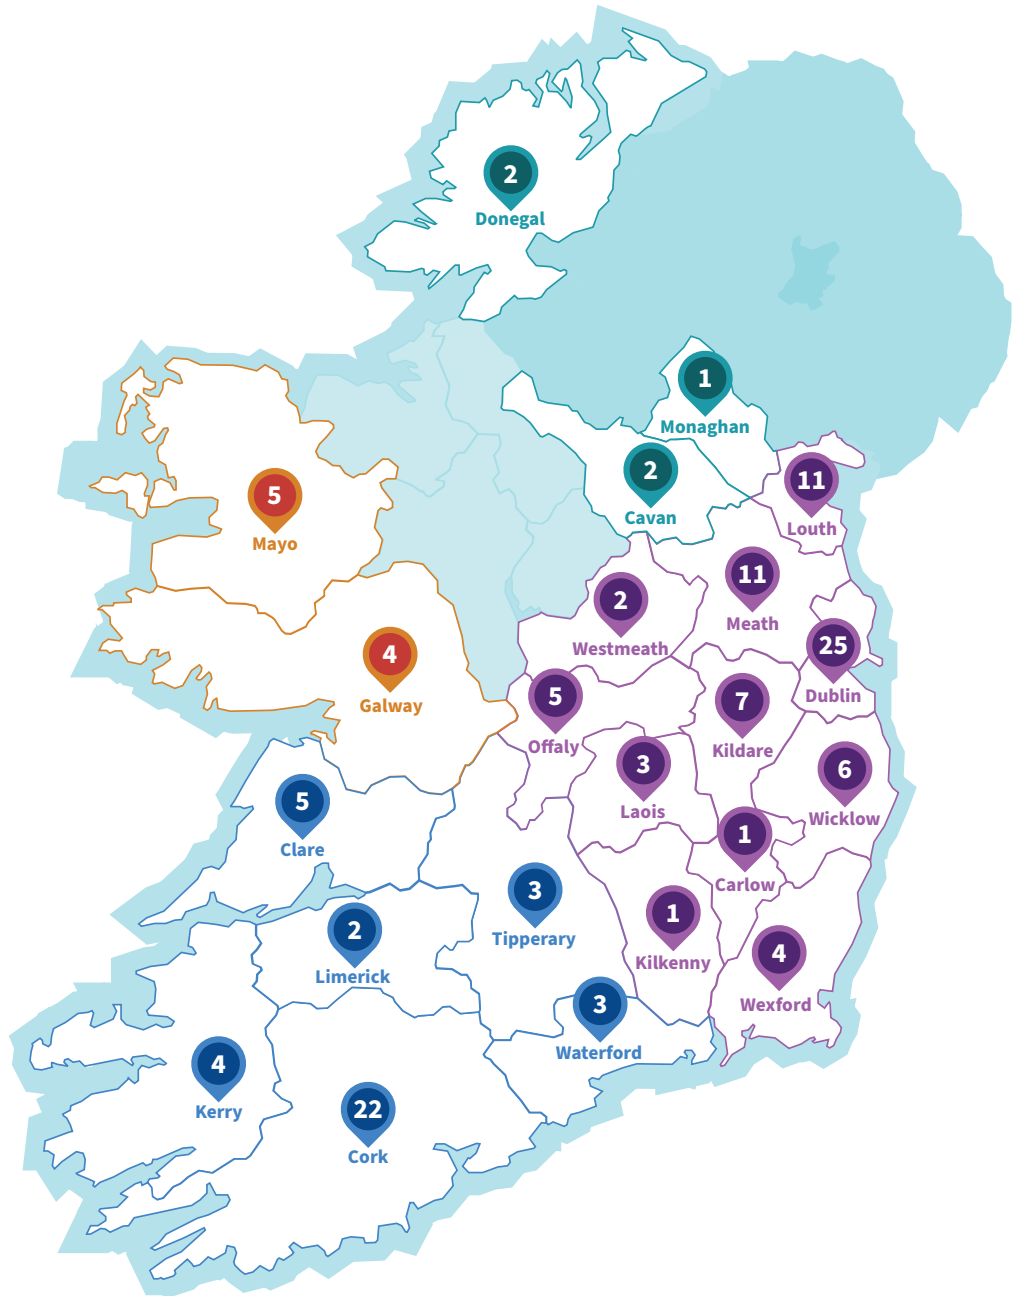 2
Donegal
1
Monaghan
2
Cavan
11
Louth
5
Mayo
11
Meath
2
Westmeath
25
Dublin
4
Galway
5
Offaly
7
Kildare
3
Laois
6
Wicklow
5
Clare
1
Carlow
3
Tipperary
1
Kilkenny
2
Limerick
4
Wexford
3
Waterford
4
Kerry
22
Cork